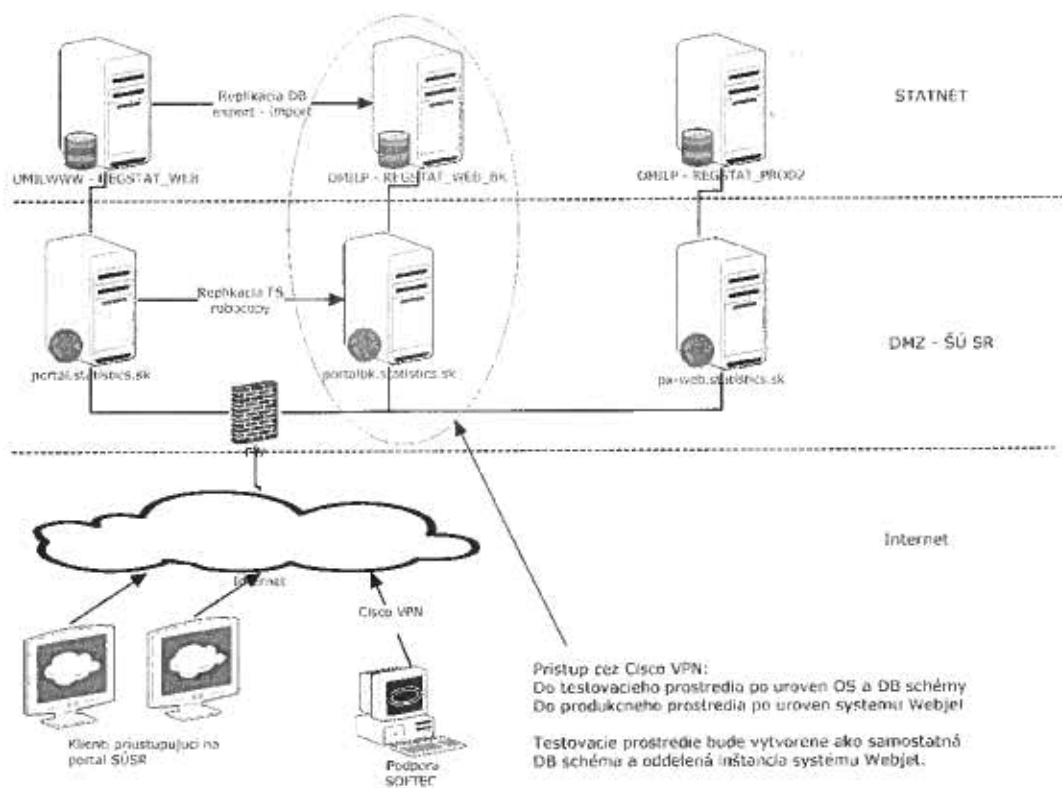 Replikacia DB
export - import
STATNET
UMILWWW - REGSTAT_WEB
OMILP - REGSTAT_WEB_BK
OMILP - REGSTAT_PROD2
Replikacia FS
robocopy
DMZ - ŠÚ SR
portal.statistics.sk
portalbk.statistics.sk
pa-web.statistics.sk
Internet
Internet
Cisco VPN
Pristup cez Cisco VPN:
Do testovacieho prostredia po uroven OS a DB schémy
Do produkcneho prostredia po uroven systemu Webjet
Testovacie prostredie bude vytvorene ako samostatná
DB schéma a oddelená inštancia systému Webjet.
Klienti priustupujuci na
portal SÚSR
Podpora
SOFTEC